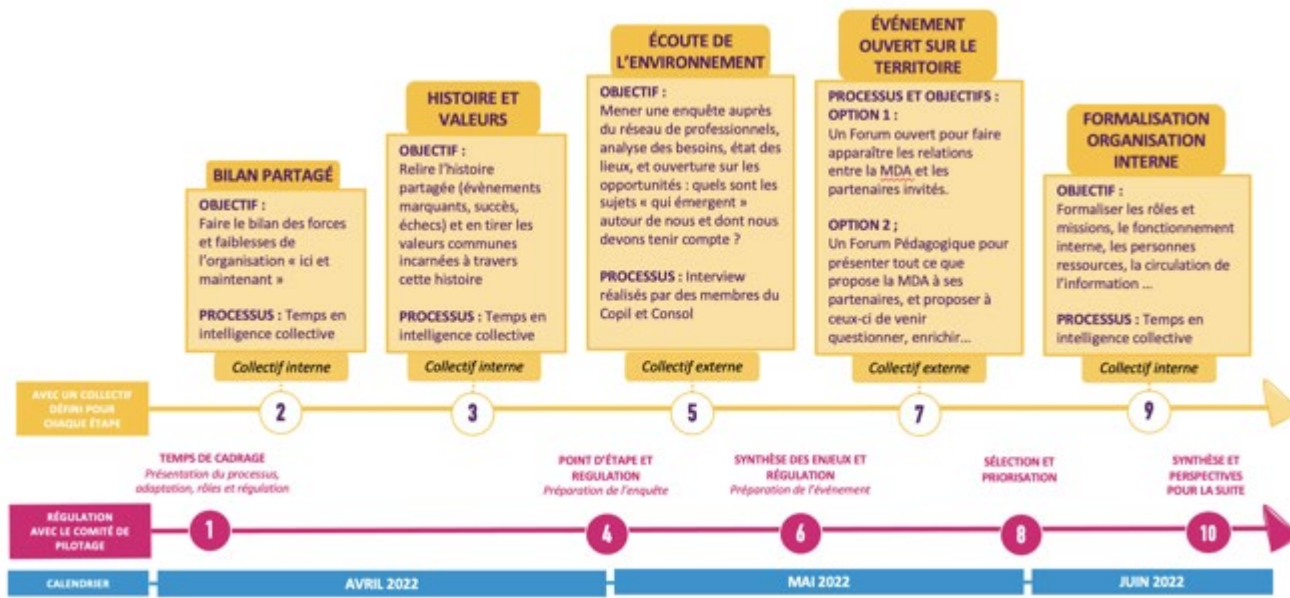 BILAN PARTAGÉ
OBJECTIF :
Faire le bilan des forces
et faiblesses de
l'organisation « ici et
maintenant »
PROCESSUS : Temps en
intelligence collective
Collectif interne
HISTOIRE ET
VALEURS
OBJECTIF :
Relire l'histoire
partagée (évènements
marquants, succès,
échecs) et en tirer les
valeurs communes
incarnées à travers
cette histoire
PROCESSUS : Temps en
intelligence collective
Collectif interne
ÉCOUTE DE
L'ENVIRONNEMENT
OBJECTIF :
Mener une enquête auprès
du réseau de professionnels,
analyse des besoins, état des
lieux, et ouverture sur les
opportunités : quels sont les
sujets « qui émergent »
autour de nous et dont nous
devons tenir compte ?
PROCESSUS : Interview
réalisés par des membres du
Copil et Consol
Collectif externe
ÉVÉNEMENT
OUVERT SUR LE
TERRITOIRE
PROCESSUS ET OBJECTIFS :
OPTION 1 :
Un Forum ouvert pour faire
apparaître les relations
entre la MDA et les
partenaires invités.
OPTION 2 ;
Un Forum Pédagogique pour
présenter tout ce que
propose la MDA à ses
partenaires, et proposer à
ceux-ci de venir
questionner, enrichir...
Collectif externe
FORMALISATION
ORGANISATION
INTERNE
OBJECTIF :
Formaliser les rôles et
missions, le fonctionnement
interne, les personnes
ressources, la circulation de
l'information ...
PROCESSUS : Temps en
intelligence collective
Collectif interne
AVEC UN COLLECTIF
DÉFINI POUR
CHAQUE ÉTAPE
2
3
5
7
9
TEMPS DE CADRAGE
Présentation du processus,
adaptation, rôles et régulation
POINT D'ÉTAPE ET
REGULATION
Préparation de l'enquête
SYNTHÈSE DES ENJEUX ET
RÉGULATION
Préparation de l'événement
SÉLECTION ET
PRIORISATION
SYNTHÈSE ET
PERSPECTIVES
POUR LA SUITE
RÉGULATION
AVEC LE COMITÉ DE
PILOTAGE
1
4
6
8
10
CALENDRIER
AVRIL 2022
MAI 2022
JUIN 2022